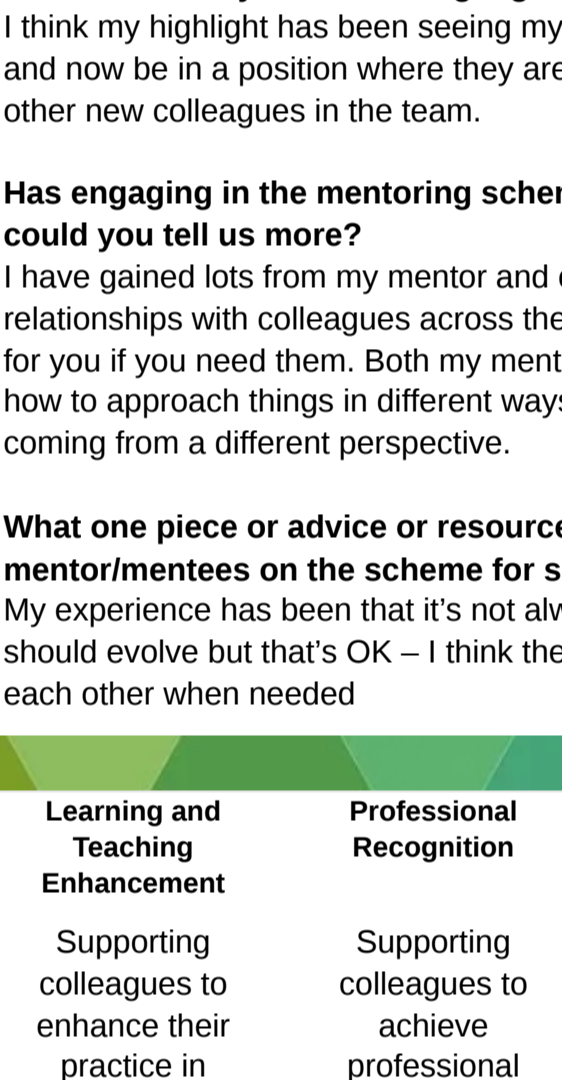 I think my highlight has been seeing my
and now be in a position where they are
other new colleagues in the team.
Has engaging in the mentoring
could you tell us more?
I have gained lots from my mentor and
relationships with colleagues across the
for you if you need them. Both my
how to approach things in different ways
coming from a different perspective.
What one piece or advice or resource
mentor/mentees on the scheme for
My experience has been that it's not
should evolve but that's OK – I think the
each other when needed
Learning and
Teaching
Enhancement
Supporting
colleagues to
enhance their
practice in
Professional
Recognition
Supporting
colleagues to
achieve
professional